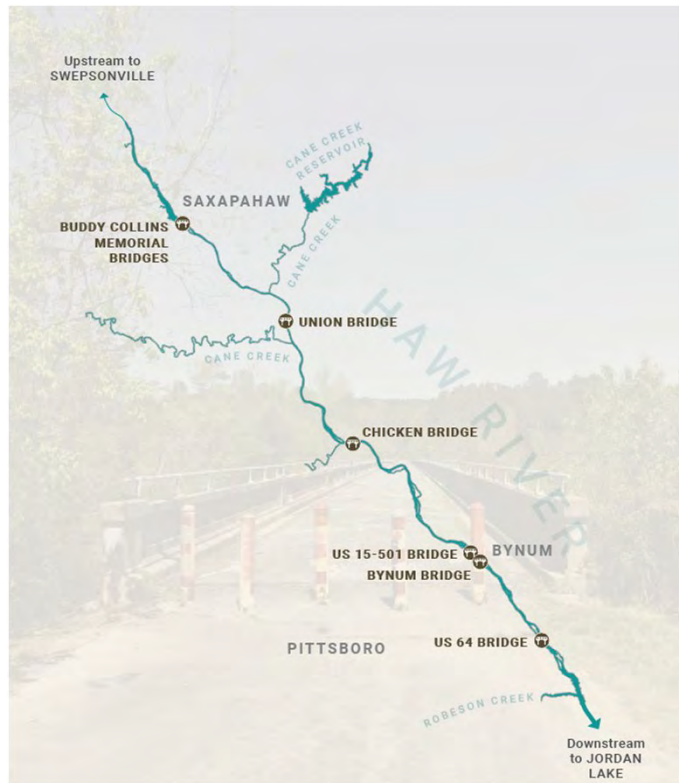 Upstream to
SWEPSONVILLE
CANE CREEK
RESERVOIR
SAXAPAHAW
BUDDY COLLINS
MEMORIAL
BRIDGES
CANE CREEK
HAW RIVER
UNION BRIDGE
CANE CREEK
CHICKEN BRIDGE
US 15-501 BRIDGE
BYNUM
BYNUM BRIDGE
US 64 BRIDGE
PITTSBORO
ROBESON CREEK
Downstream
to JORDAN
LAKE